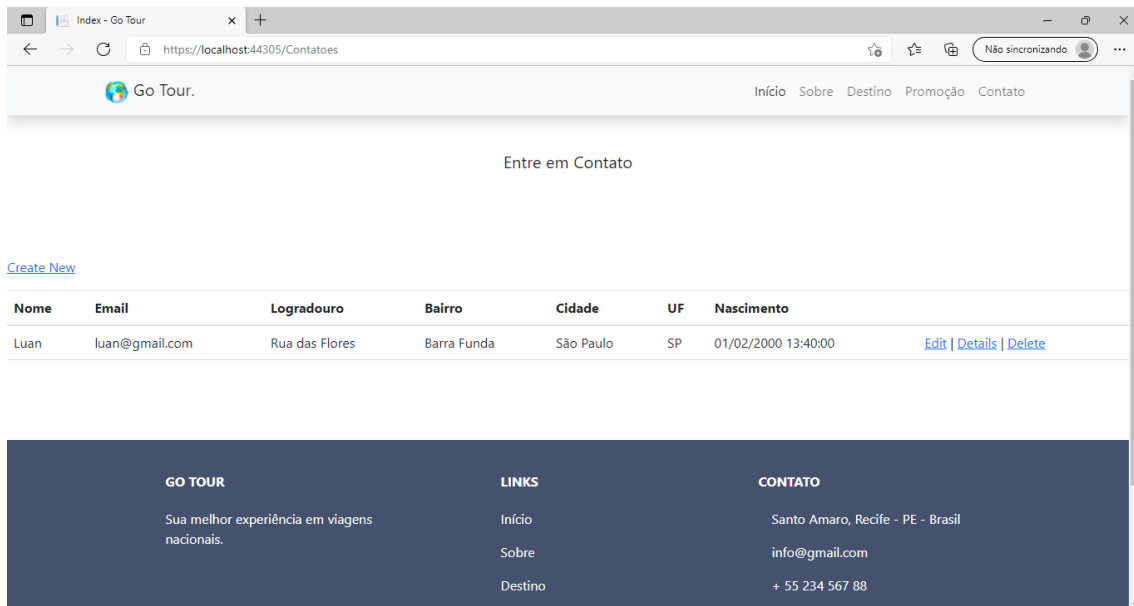 Index - Go Tour
https://localhost:44305/Contatoes
Não sincronizando
Go Tour.
Início Sobre Destino Promoção Contato
Entre em Contato
Create New
Nome Email Logradouro Bairro Cidade UF Nascimento
Luan luan@gmail.com Rua das Flores Barra Funda São Paulo SP 01/02/2000 13:40:00 Edit | Details | Delete
GO TOUR LINKS CONTATO
Sua melhor experiência em viagens Início Santo Amaro, Recife - PE - Brasil
nacionais.
Sobre info@gmail.com
Destino + 55 234 567 88